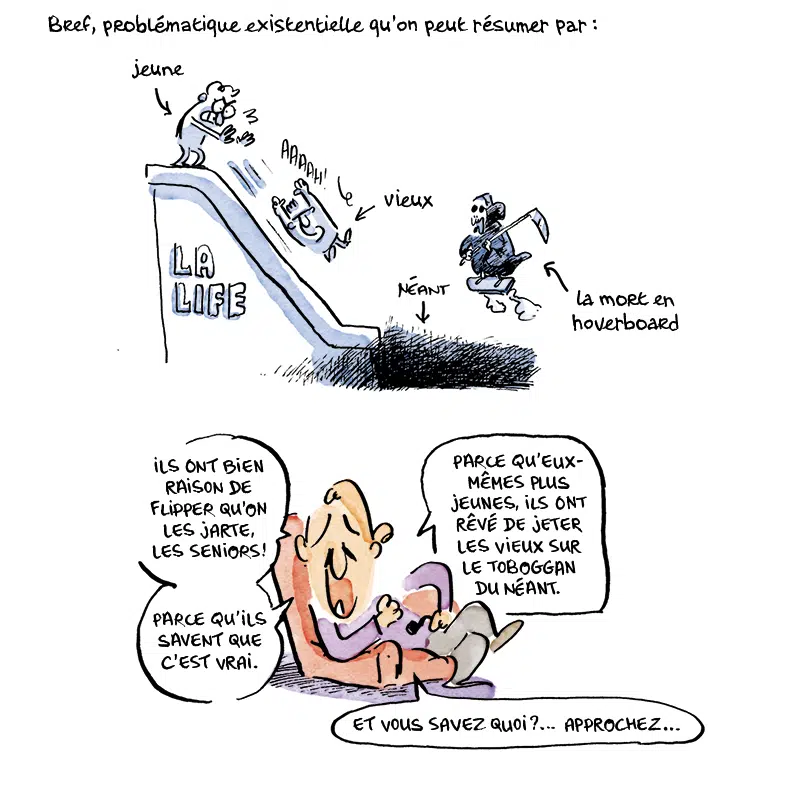 Bref, problématique existentielle qu'on peut résumer par :
jeune
AAAAH!
vieux
LA
LIFE
NÉANT
la mort en
hoverboard
ILS ONT BIEN
RAISON DE
FLIPPER QU'ON
LES JARTE,
LES SENIORS!
PARCE QU'ILS
SAVENT QUE
C'EST VRAI.
PARCE QU'EUX-
MÊMES PLUS
JEUNES, ILS ONT
RÊVÉ DE JETER
LES VIEUX SUR
LE TOBOGGAN
DU NÉANT.
ET VOUS SAVEZ QUOI?... APPROCHEZ...